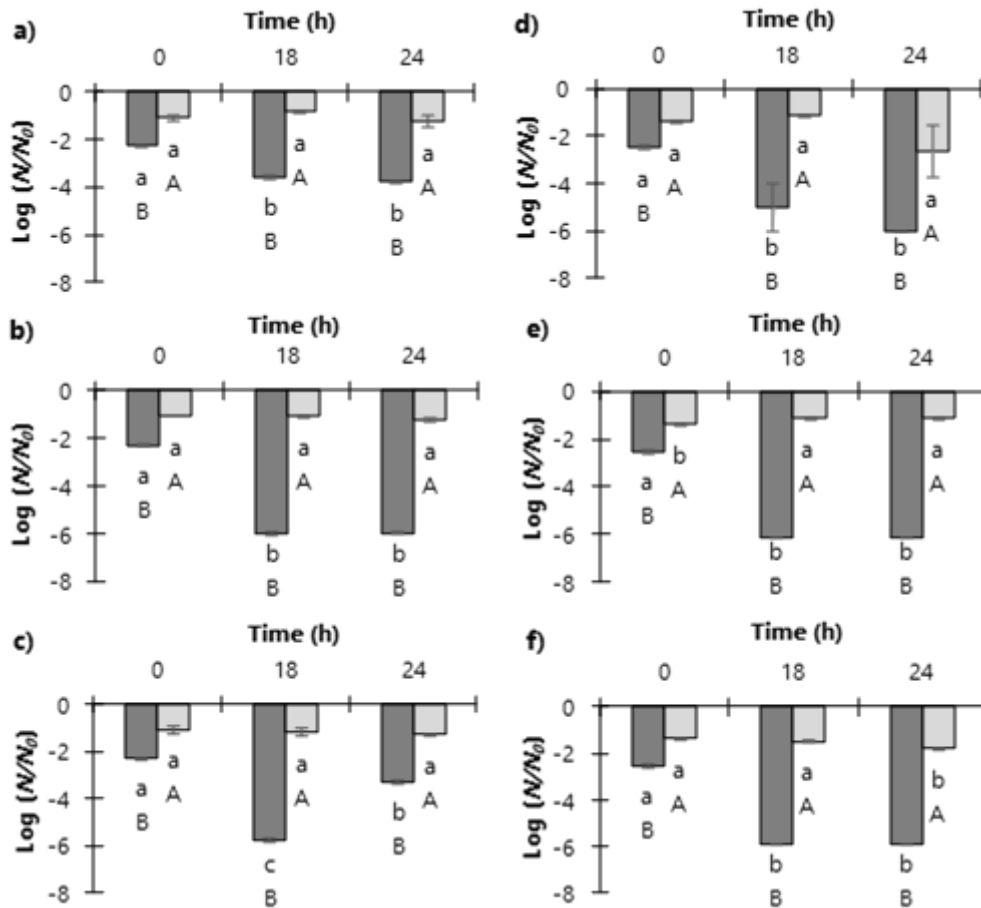 a)
Time (h)
0 18 24
Log (N/N0)
0
-2
-4
-6
-8
a a b a b a
B A B A B A
d)
Time (h)
0 18 24
Log (N/N0)
0
-2
-4
-6
-8
a a b a b a
B A B A B A
b)
Time (h)
0 18 24
Log (N/N0)
0
-2
-4
-6
-8
a a b a b a
B A B A B A
e)
Time (h)
0 18 24
Log (N/N0)
0
-2
-4
-6
-8
a b b a b a
B A B A B A
c)
Time (h)
0 18 24
Log (N/N0)
0
-2
-4
-6
-8
a a c a b a
B A B A B A
f)
Time (h)
0 18 24
Log (N/N0)
0
-2
-4
-6
-8
a a b a b b
B A B A B A